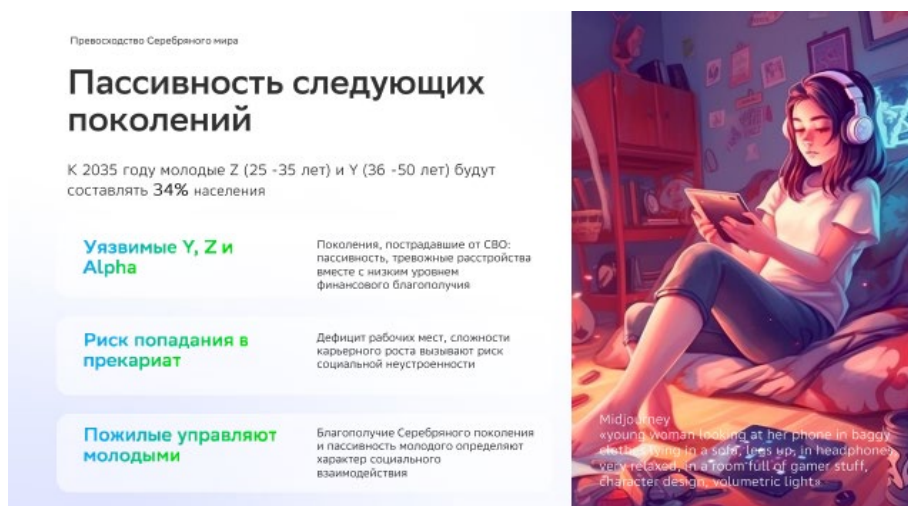 Превосходство Серебряного мира
Пассивность следующих
поколений
К 2035 году молодые Z (25 -35 лет) и Y (36 -50 лет) будут
составлять 34% населения
Уязвимые Y, Z и
Alpha
Поколения, пострадавшие от СВО:
пассивность, тревожные расстройства
вместе с низким уровнем
финансового благополучия
Риск попадания в
прекариат
Дефицит рабочих мест, сложности
карьерного роста вызывают риск
социальной неустроенности
Пожилые управляют
молодыми
Благополучие Серебряного поколения
и пассивность молодого определяют
характер социального
взаимодействия
Midjourney
«young woman looking at her phone in baggy
clothes lying in a sofa, legs up, in headphones,
very relaxed, in a room full of gamer stuff,
character design, volumetric light»